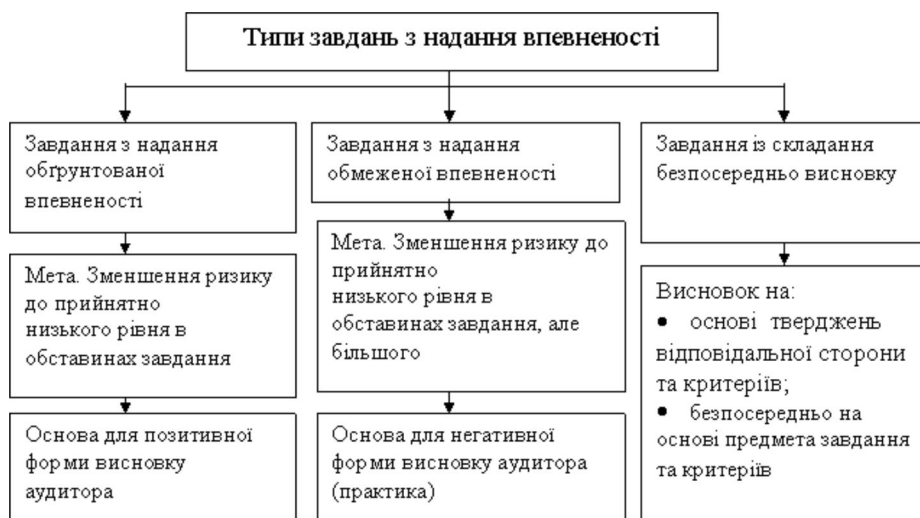 Типи завдань з надання впевненості
Завдання з надання
обґрунтованої
впевненості
Мета. Зменшення ризику
до прийнятно
низького рівня в
обставинах завдання
Основа для позитивної
форми висновку
аудитора
Завдання з надання
обмеженої впевненості
Мета. Зменшення ризику до
прийнятно
низького рівня в
обставинах завдання, але
більшого
Основа для негативної
форми висновку аудитора
(практика)
Завдання із складання
безпосередньо висновку
Висновок на:
● основі тверджень
відповідальної сторони
та критеріїв;
● безпосередньо на
основі предмета завдання
та критеріїв